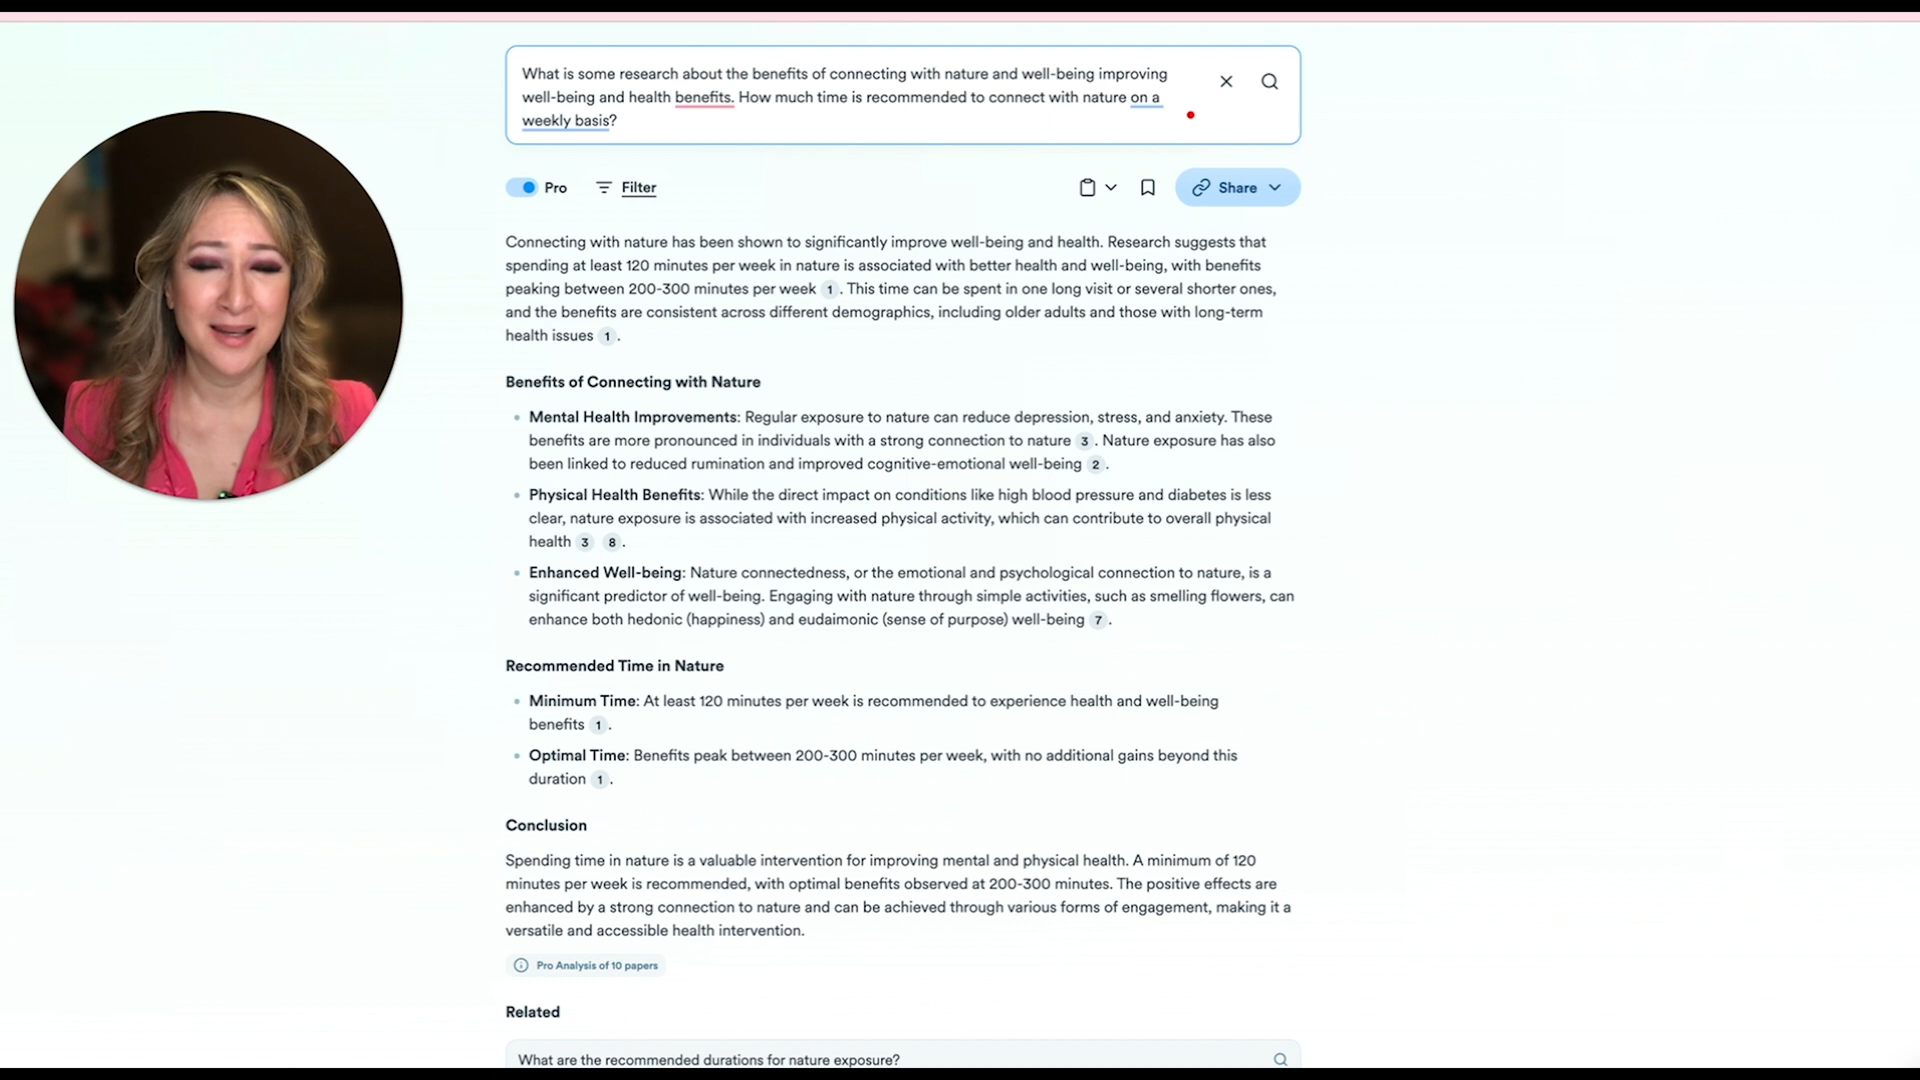 What is some research about the benefits of connecting with nature and well-being improving
well-being and health benefits. How much time is recommended to connect with nature on a
weekly basis?
Pro Filter Share
Connecting with nature has been shown to significantly improve well-being and health. Research suggests that
spending at least 120 minutes per week in nature is associated with better health and well-being, with benefits
peaking between 200-300 minutes per week 1 . This time can be spent in one long visit or several shorter ones,
and the benefits are consistent across different demographics, including older adults and those with long-term
health issues 1 .
Benefits of Connecting with Nature
• Mental Health Improvements: Regular exposure to nature can reduce depression, stress, and anxiety. These
benefits are more pronounced in individuals with a strong connection to nature 3 . Nature exposure has also
been linked to reduced rumination and improved cognitive-emotional well-being 2 .
• Physical Health Benefits: While the direct impact on conditions like high blood pressure and diabetes is less
clear, nature exposure is associated with increased physical activity, which can contribute to overall physical
health 3 8 .
• Enhanced Well-being: Nature connectedness, or the emotional and psychological connection to nature, is a
significant predictor of well-being. Engaging with nature through simple activities, such as smelling flowers, can
enhance both hedonic (happiness) and eudaimonic (sense of purpose) well-being 7 .
Recommended Time in Nature
• Minimum Time: At least 120 minutes per week is recommended to experience health and well-being
benefits 1 .
• Optimal Time: Benefits peak between 200-300 minutes per week, with no additional gains beyond this
duration 1 .
Conclusion
Spending time in nature is a valuable intervention for improving mental and physical health. A minimum of 120
minutes per week is recommended, with optimal benefits observed at 200-300 minutes. The positive effects are
enhanced by a strong connection to nature and can be achieved through various forms of engagement, making it a
versatile and accessible health intervention.
Pro Analysis of 10 papers
Related
What are the recommended durations for nature exposure?